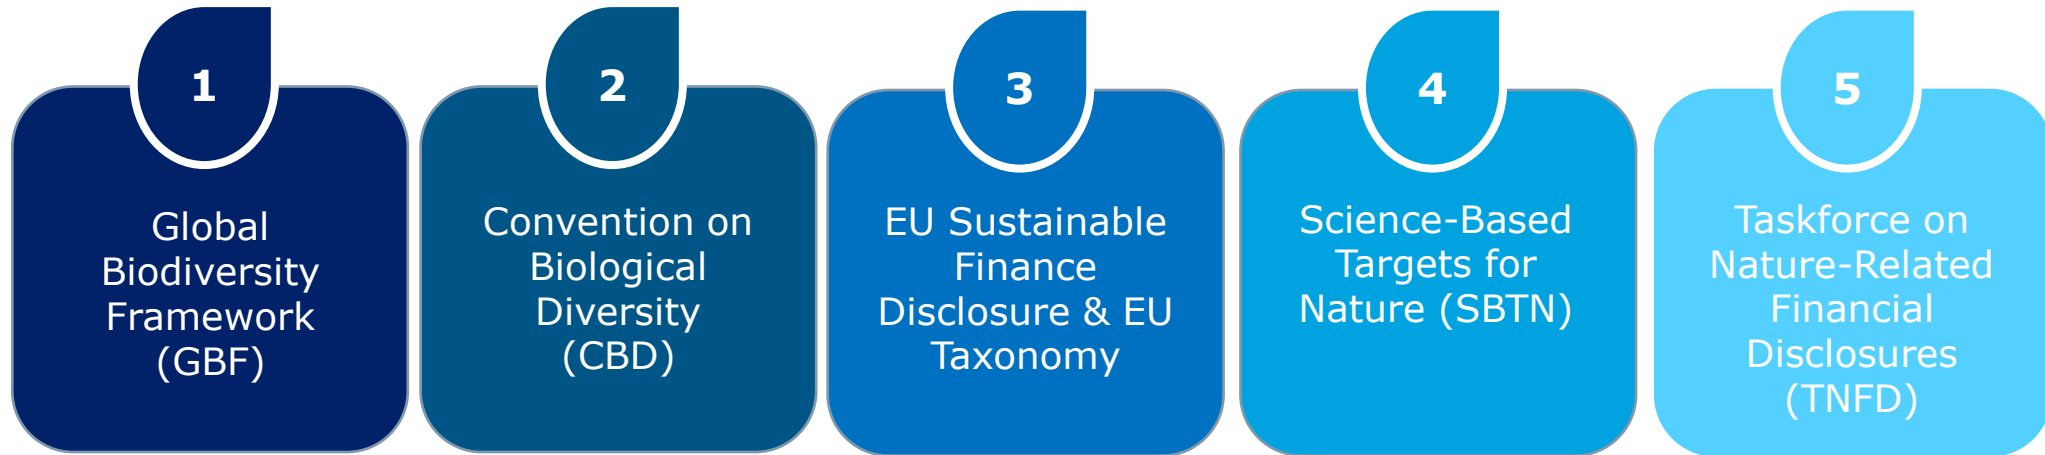 1
Global
Biodiversity
Framework
(GBF)
2
Convention on
Biological
Diversity
(CBD)
3
EU Sustainable
Finance
Disclosure & EU
Taxonomy
4
Science-Based
Targets for
Nature (SBTN)
5
Taskforce on
Nature-Related
Financial
Disclosures
(TNFD)